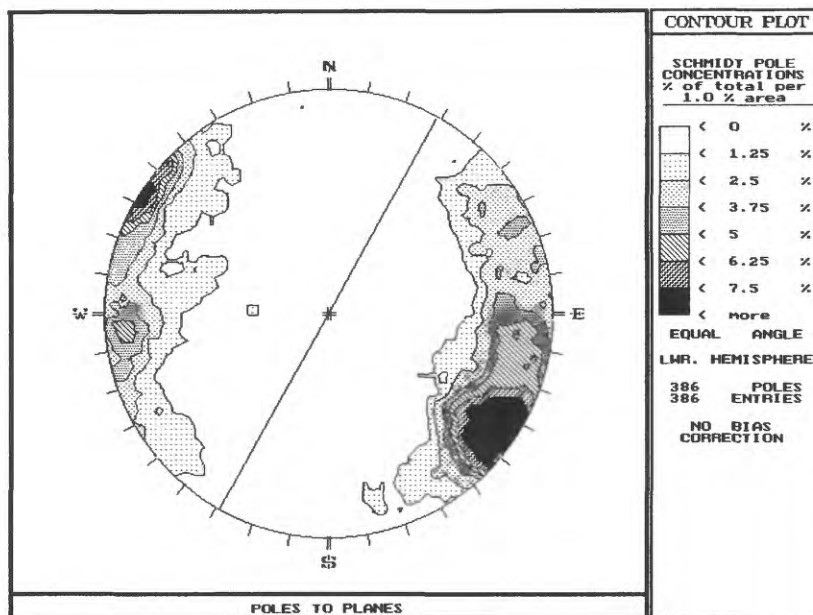 CONTOUR PLOT
SCHMIDT POLE
CONCENTRATIONS
% of total per
1.0 % area
< 0 %
< 1.25 %
< 2.5 %
< 3.75 %
< 5 %
< 6.25 %
< 7.5 %
< more
EQUAL ANGLE
LWR. HEMISPHERE
386 POLES
386 ENTRIES
NO BIAS
CORRECTION
N
W
E
S
POLES TO PLANES